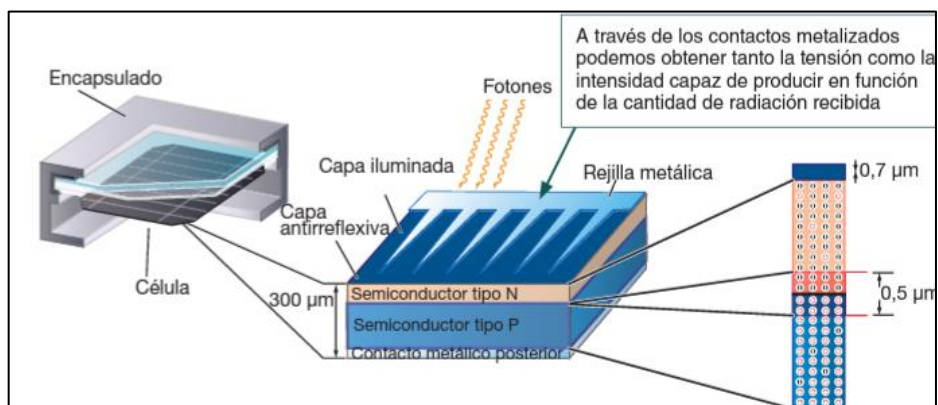 A través de los contactos metalizados
podemos obtener tanto la tensión como la
intensidad capaz de producir en función
de la cantidad de radiación recibida
Encapsulado
Fotones
Capa iluminada
Rejilla metálica
0,7 µm
Capa
antirreflexiva
Célula
300 µm
Semiconductor tipo N
0,5 µm
Semiconductor tipo P
Contacto metálico posterior